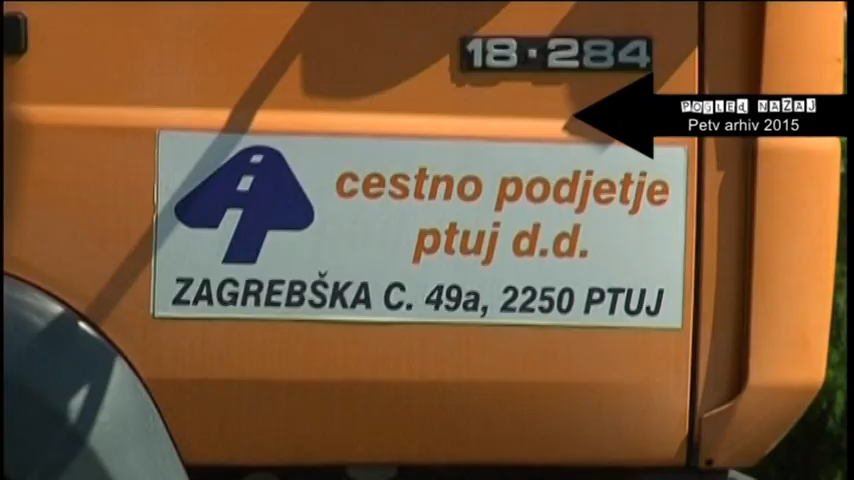 18·284
POGLED NAZAJ
Petv arhiv 2015
cestno podjetje
ptuj d.d.
ZAGREBŠKA C. 49a, 2250 PTUJ